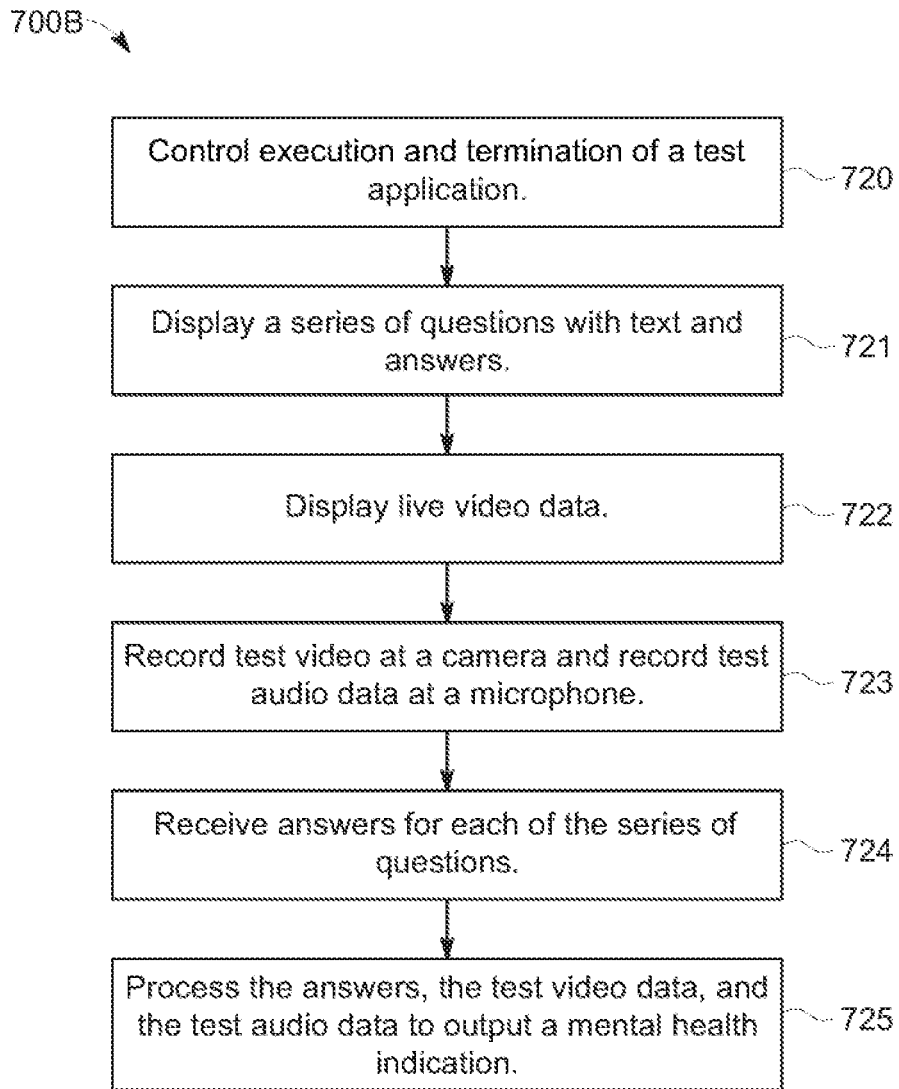 700B
Control execution and termination of a test
application.
720
Display a series of questions with text and
answers.
721
Display live video data.
722
Record test video at a camera and record test
audio data at a microphone.
723
Receive answers for each of the series of
questions.
724
Process the answers, the test video data, and
the test audio data to output a mental health
indication.
725